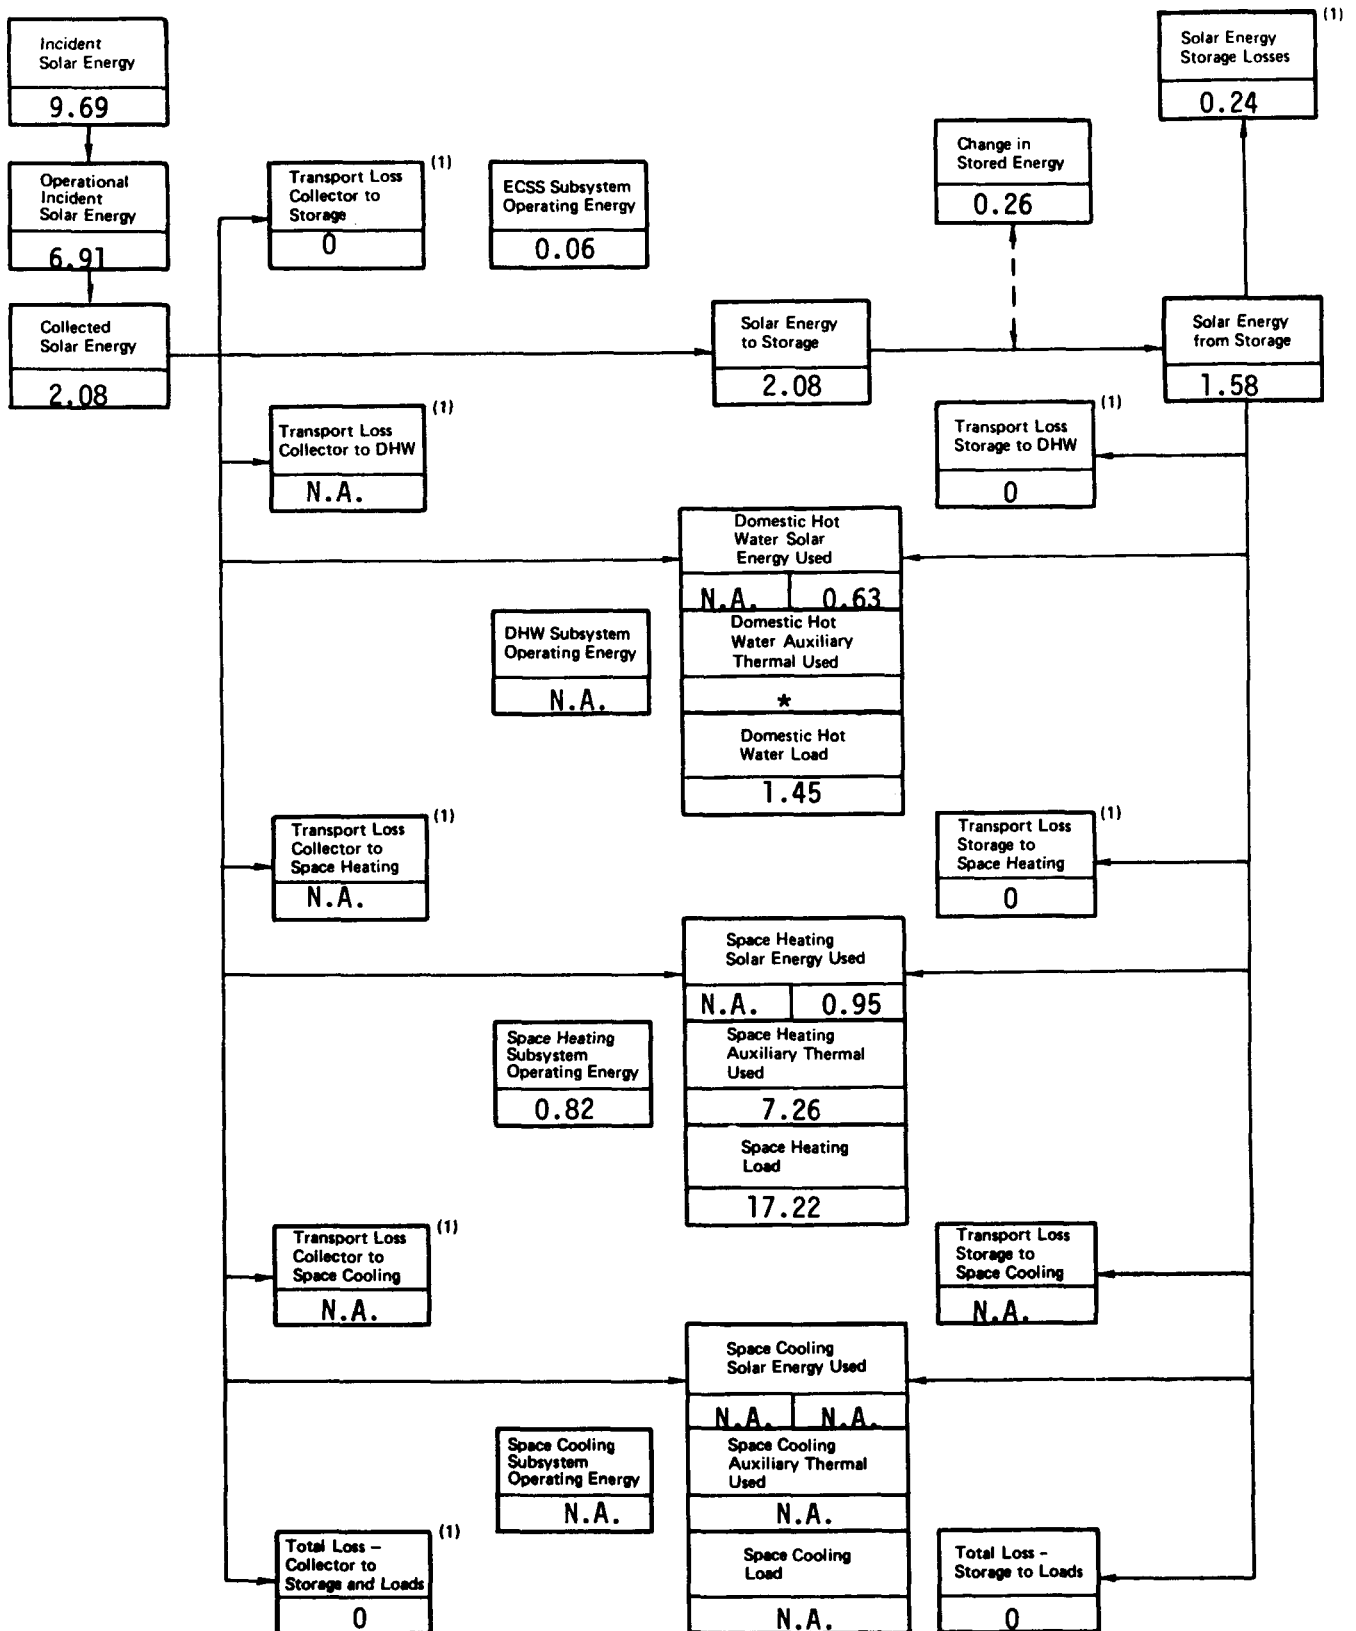 Incident
Solar Energy
9.69
(1)
Solar Energy
Storage Losses
0.24
Change in
Stored Energy
0.26
Operational
Incident
Solar Energy
6.91
(1)
Transport Loss
Collector to
Storage
0
ECSS Subsystem
Operating Energy
0.06
Collected
Solar Energy
2.08
Solar Energy
to Storage
2.08
Solar Energy
from Storage
1.58
(1)
Transport Loss
Collector to DHW
N.A.
(1)
Transport Loss
Storage to DHW
0
Domestic Hot
Water Solar
Energy Used
N.A. 0.63
DHW Subsystem
Operating Energy
N.A.
Domestic Hot
Water Auxiliary
Thermal Used
*
Domestic Hot
Water Load
1.45
(1)
Transport Loss
Collector to
Space Heating
N.A.
(1)
Transport Loss
Storage to
Space Heating
0
Space Heating
Solar Energy Used
N.A. 0.95
Space Heating
Subsystem
Operating Energy
0.82
Space Heating
Auxiliary Thermal
Used
7.26
Space Heating
Load
17.22
(1)
Transport Loss
Collector to
Space Cooling
N.A.
Transport Loss
Storage to
Space Cooling
N.A.
Space Cooling
Solar Energy Used
N.A. N.A.
Space Cooling
Subsystem
Operating Energy
N.A.
Space Cooling
Auxiliary Thermal
Used
N.A.
(1)
Total Loss –
Collector to
Storage and Loads
0
Space Cooling
Load
N.A.
Total Loss -
Storage to Loads
0